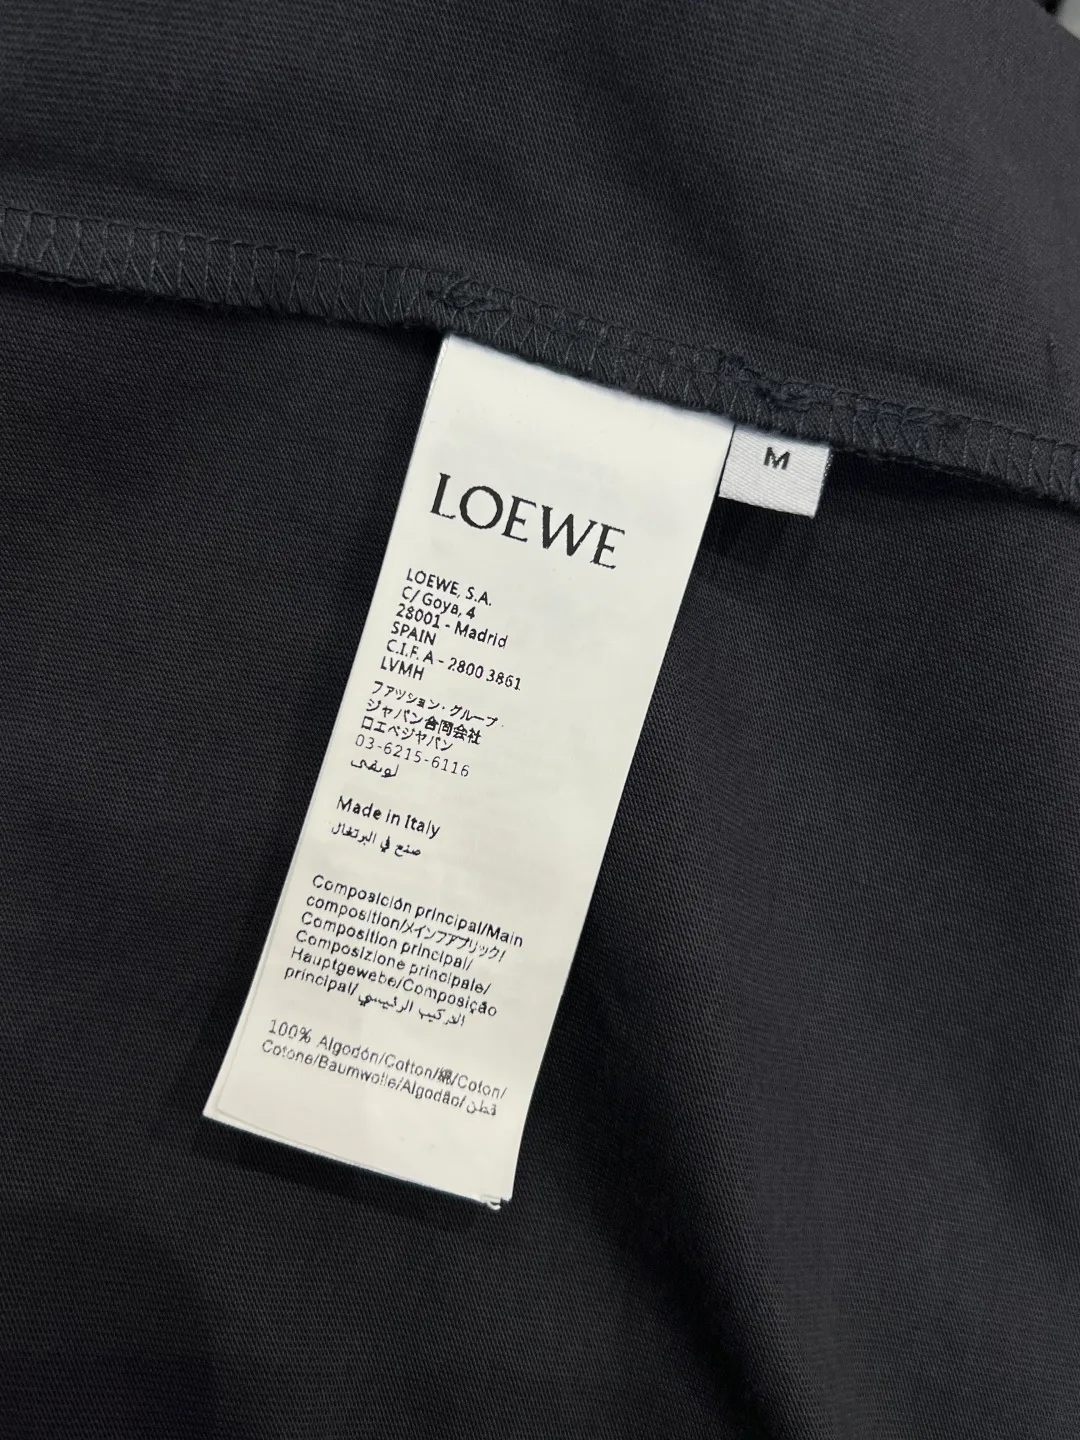 LOEWE
M
LOEWE, S.A.
C/ Goya, 4
28001 - Madrid
SPAIN
C.I.F. A - 2800 3861
LVMH
ファッション・グループ
ジャパン合同会社
ロエベジャパン
03-6215-6116
لويفي
Made in Italy
صنع في البرتغال
Composición principal/Main
composition/メインファブリック/
Composition principal/
Composizione principale/
Hauptgewebe/Composição
principal/التركيب الرئيسي
100% Algodón/Cotton/綿/Coton/
Cotone/Baumwolle/Algodão/قطن